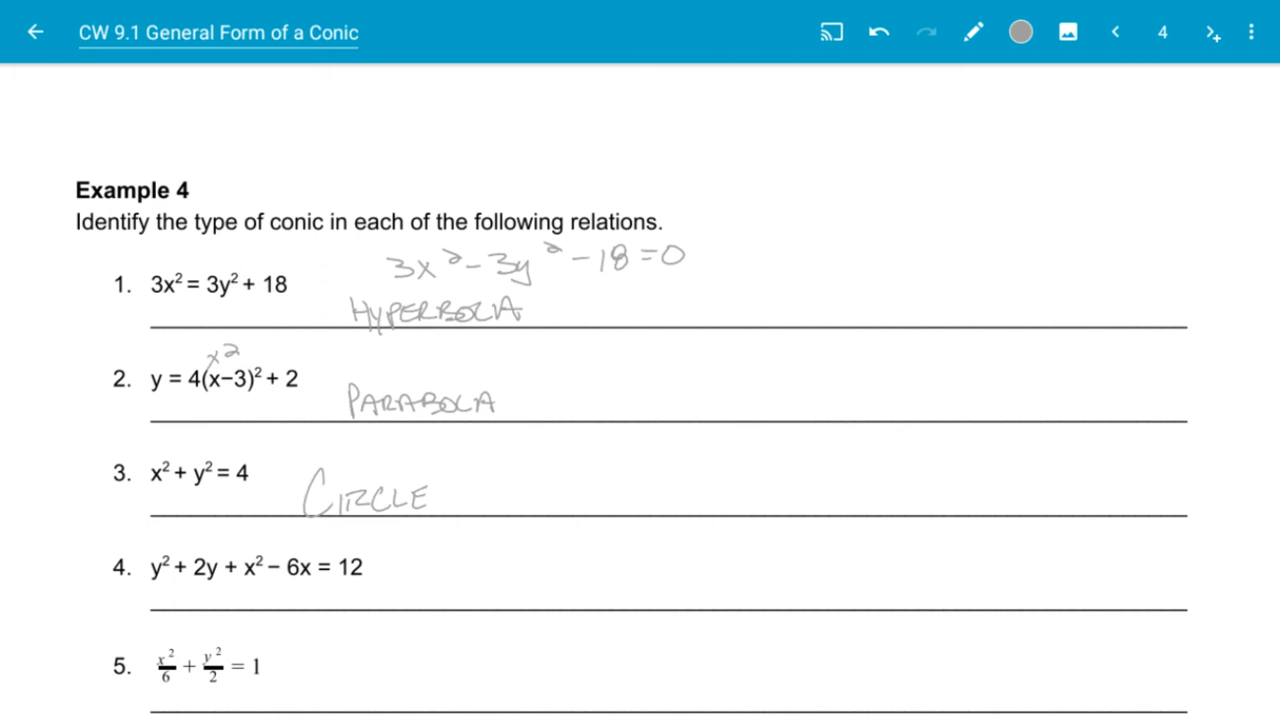 CW 9.1 General Form of a Conic
4
Example 4
Identify the type of conic in each of the following relations.
3x² - 3y² - 18 = 0
1. 3x² = 3y² + 18
HYPERBOLA
x²
2. y = 4(x−3)² + 2
PARABOLA
3. x² + y² = 4
CIRCLE
4. y² + 2y + x² − 6x = 12
5. x²/6 + y²/2 = 1